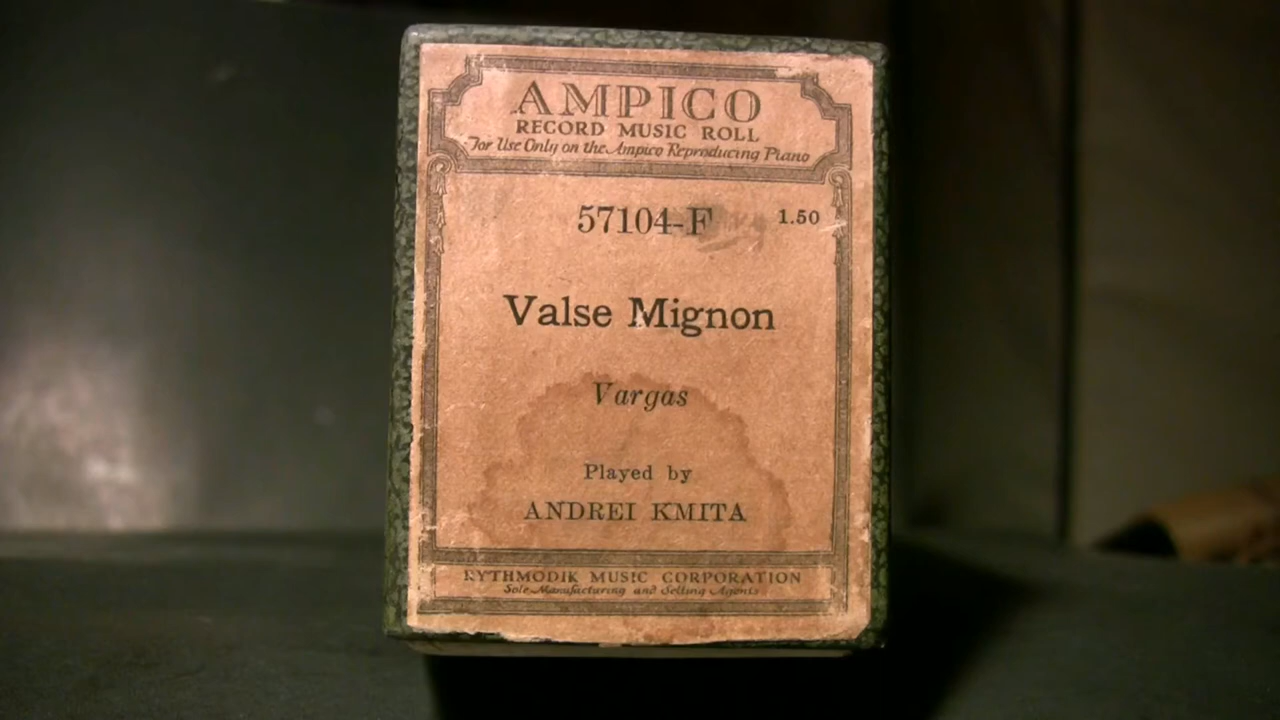 AMPICO
RECORD MUSIC ROLL
For Use Only on the Ampico Reproducing Piano
57104-F 1.50
Valse Mignon
Vargas
Played by
ANDREI KMITA
RYTHMODIK MUSIC CORPORATION
Sole Manufacturing and Selling Agents